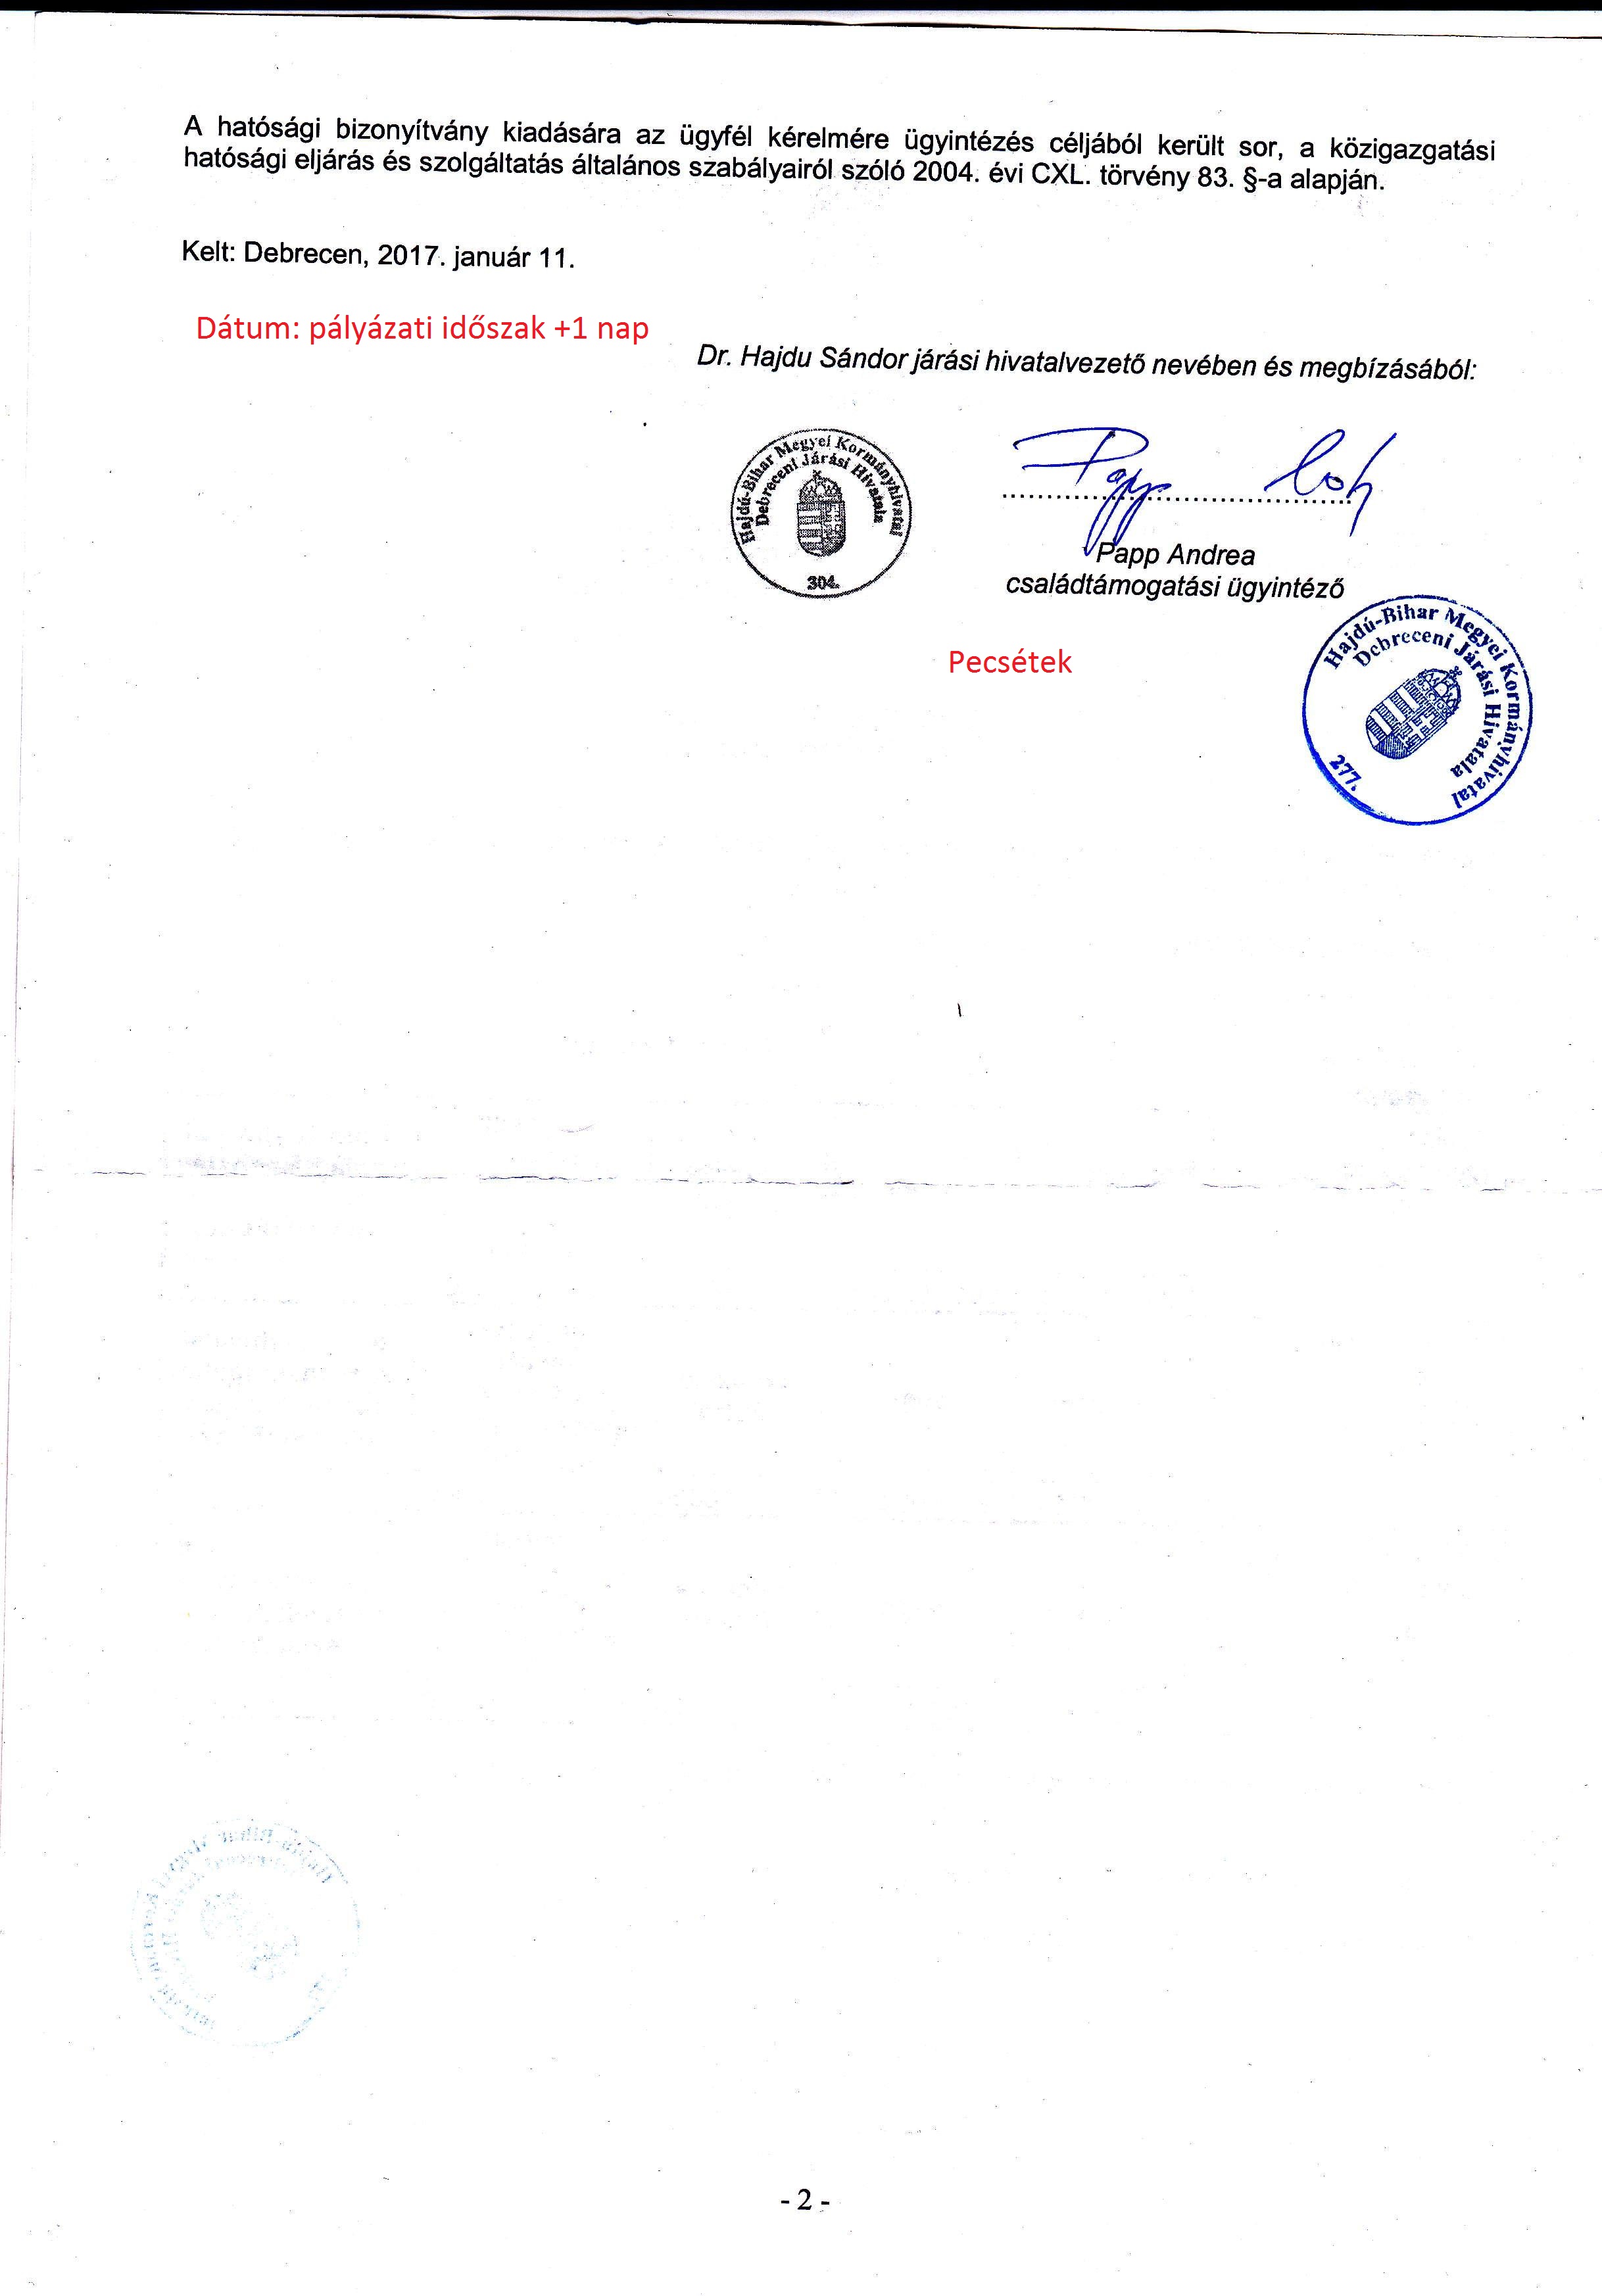 A hatósági bizonyítvány kiadására az ügyfél kérelmére ügyintézés céljából került sor, a közigazgatási
hatósági eljárás és szolgáltatás általános szabályairól szóló 2004. évi CXL. törvény 83. §-a alapján.
Kelt: Debrecen, 2017. január 11.
Dátum: pályázati időszak +1 nap
Dr. Hajdu Sándor járási hivatalvezető nevében és megbízásából:
Hajdú-Bihar Megyei Kormányhivatal
Debreceni Járási Hivatala
304.
Papp
Papp Andrea
családtámogatási ügyintéző
Pecsétek
Hajdú-Bihar Megyei Kormányhivatal
Debreceni Járási Hivatala
277.
- 2 -